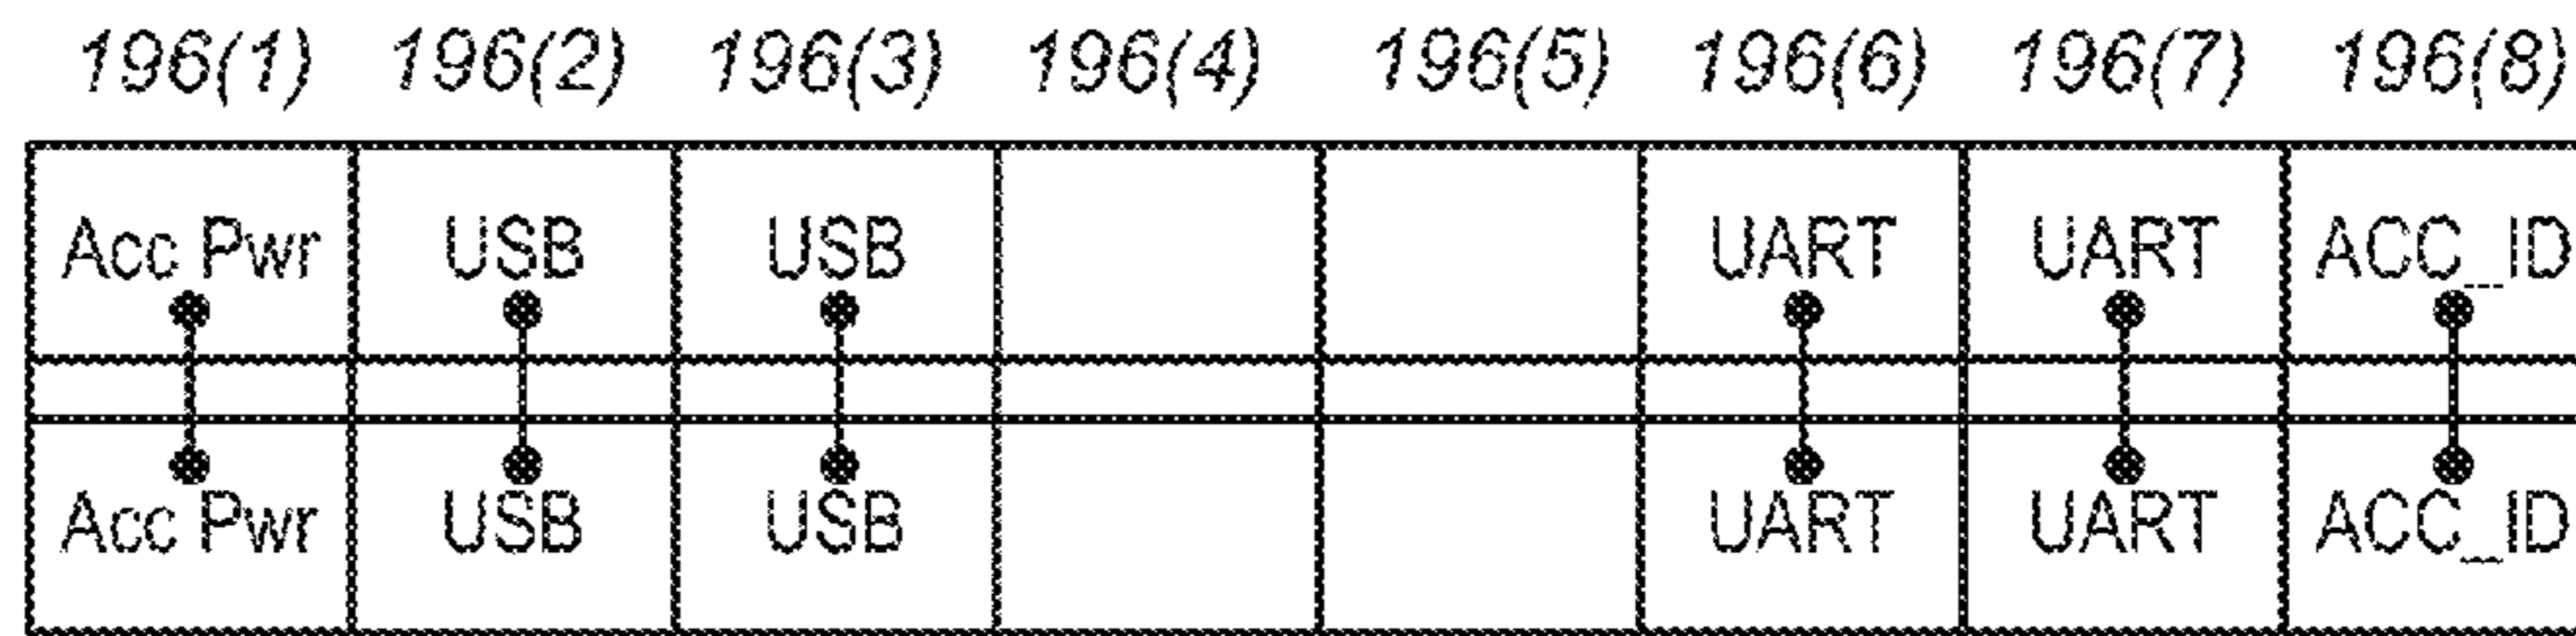 196(1) 196(2) 196(3) 196(4) 196(5) 196(6) 196(7) 196(8)
Acc Pwr USB USB UART UART ACC_ID
Acc Pwr USB USB UART UART ACC_ID